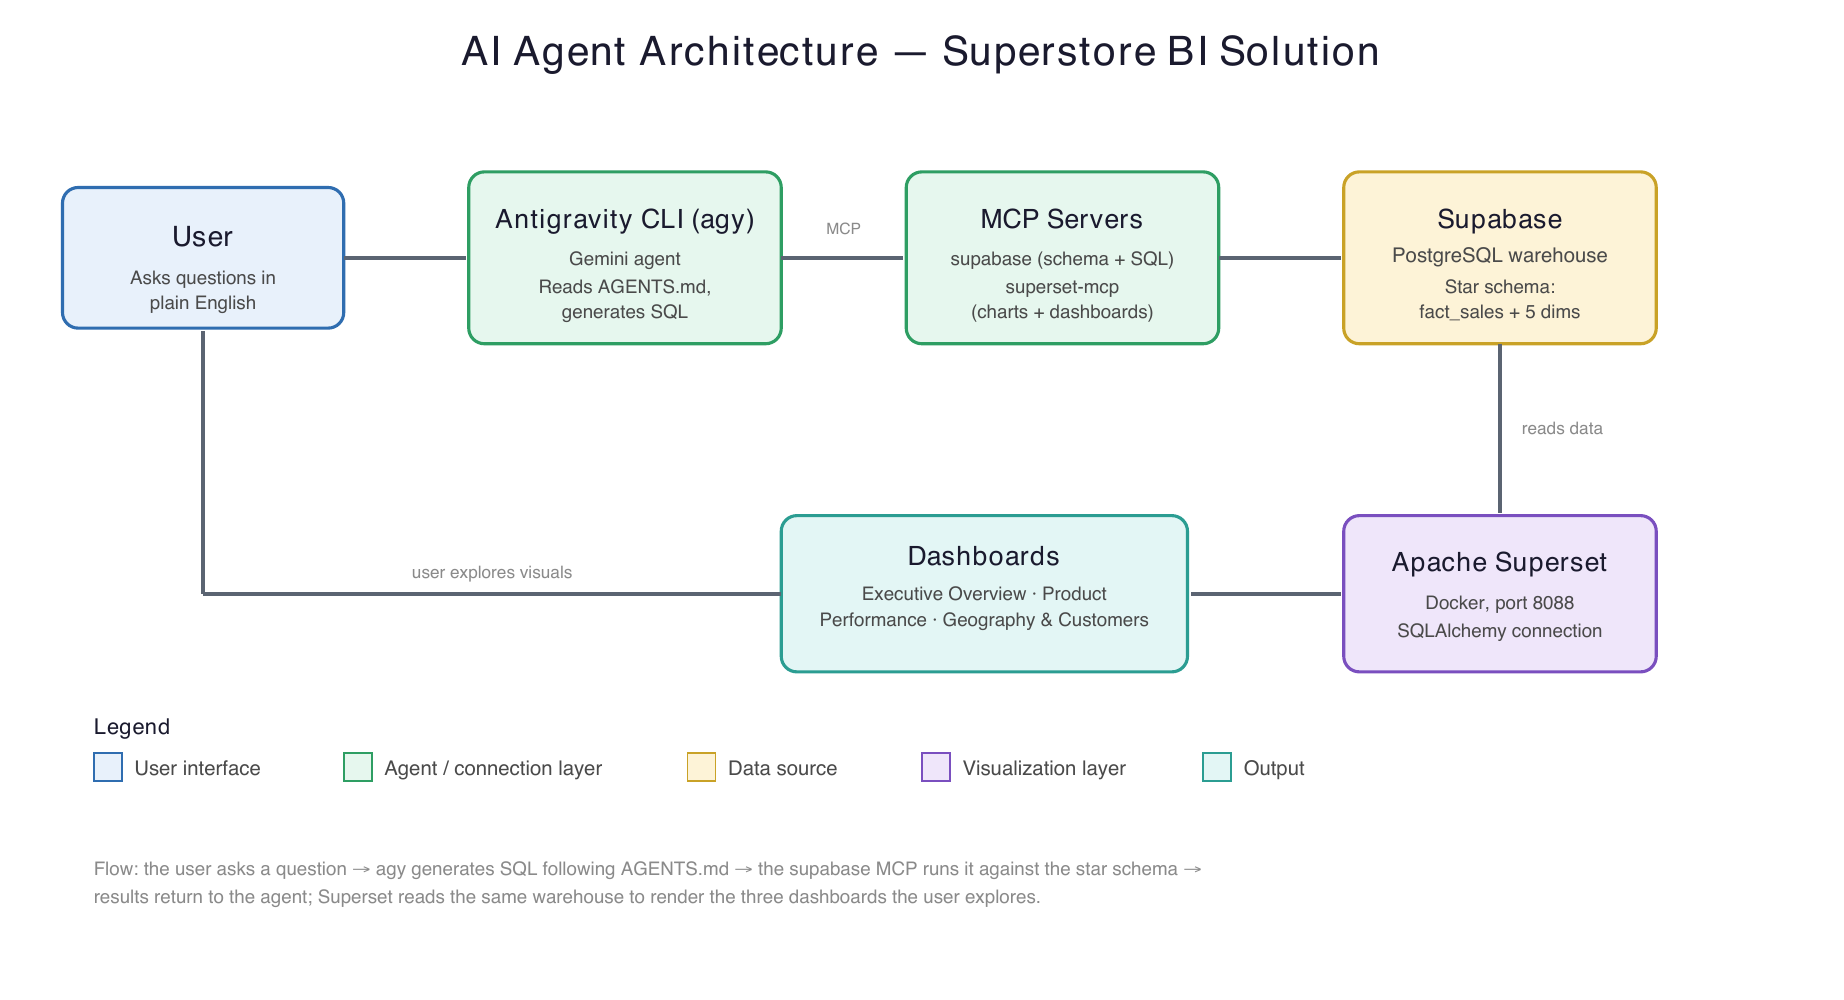 AI Agent Architecture — Superstore BI Solution
User
Asks questions in
plain English
Antigravity CLI (agy)
Gemini agent
Reads AGENTS.md,
generates SQL
MCP
MCP Servers
supabase (schema + SQL)
superset-mcp
(charts + dashboards)
Supabase
PostgreSQL warehouse
Star schema:
fact_sales + 5 dims
reads data
user explores visuals
Dashboards
Executive Overview · Product
Performance · Geography & Customers
Apache Superset
Docker, port 8088
SQLAlchemy connection
Legend
User interface
Agent / connection layer
Data source
Visualization layer
Output
Flow: the user asks a question → agy generates SQL following AGENTS.md → the supabase MCP runs it against the star schema →
results return to the agent; Superset reads the same warehouse to render the three dashboards the user explores.